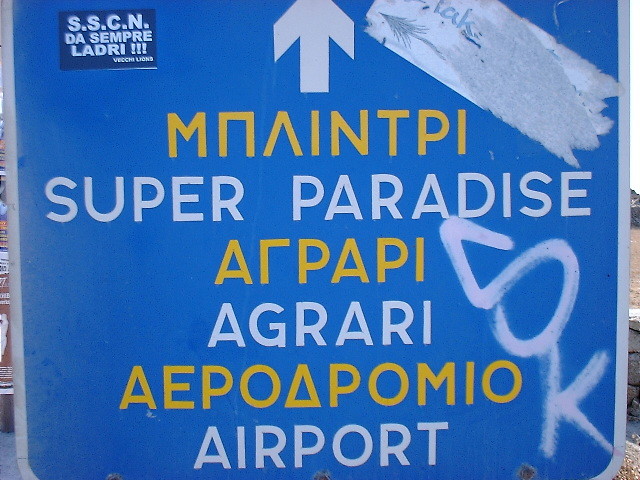 S.S.C.N.
DA SEMPRE
LADRI !!!
VECCHI LIONS
ΜΠΛΙΝΤΡΙ
SUPER PARADISE
ΑΓΡΑΡΙ
AGRARI
ΑΕΡΟΔΡΟΜΙΟ
AIRPORT